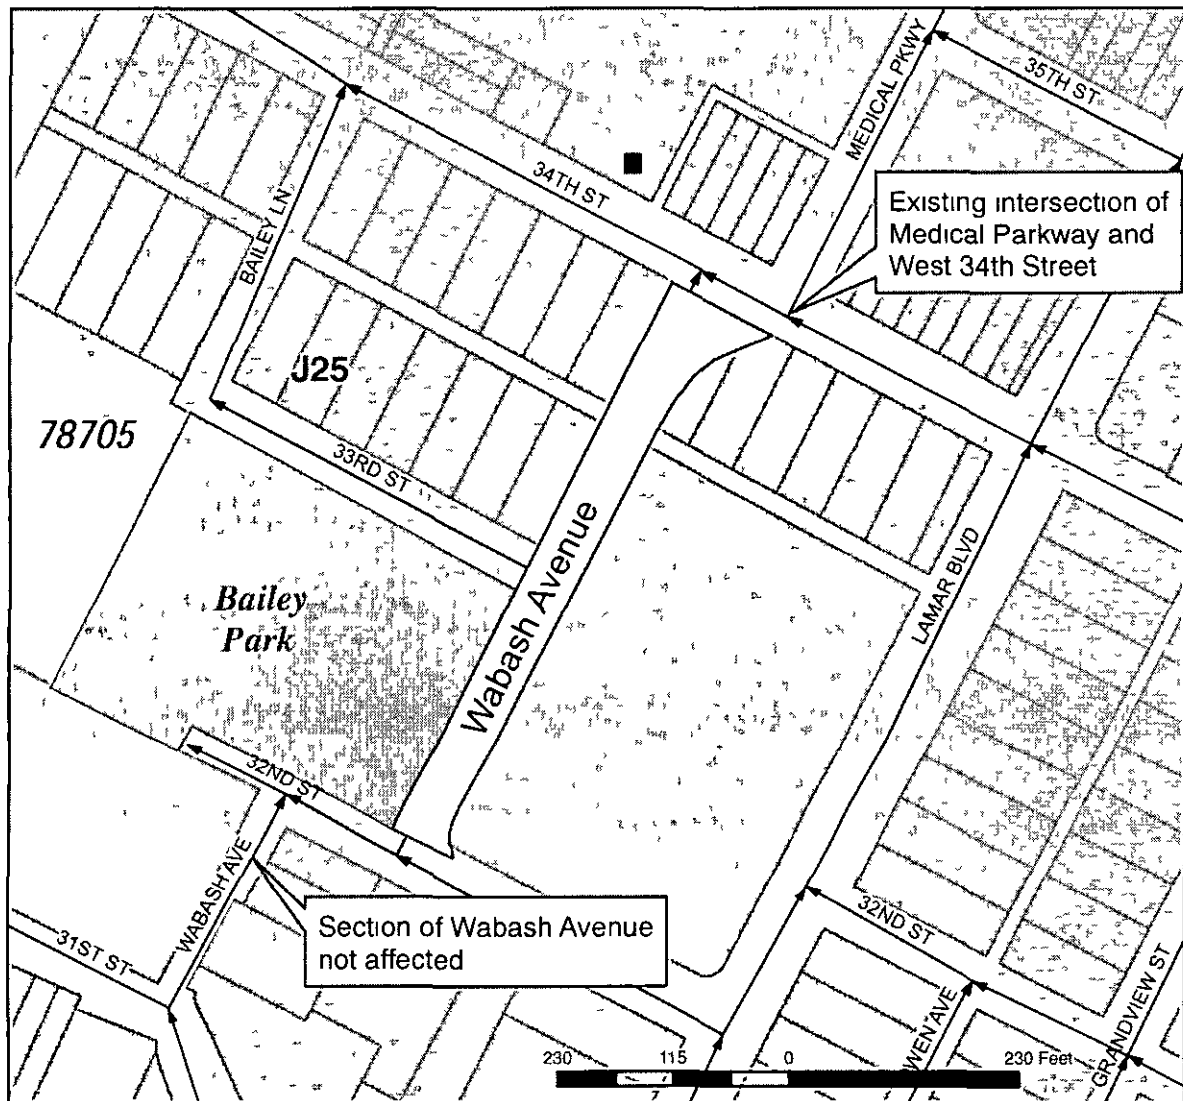 MEDICAL PKWY
35TH ST
34TH ST
BAILEY LN
Existing intersection of
Medical Parkway and
West 34th Street
J25
78705
33RD ST
Wabash Avenue
LAMAR BLVD
Bailey
Park
32ND ST
WABASH AVE
Section of Wabash Avenue
not affected
31ST ST
32ND ST
WEN AVE
GRANDVIEW ST
230 115 0 230 Feet